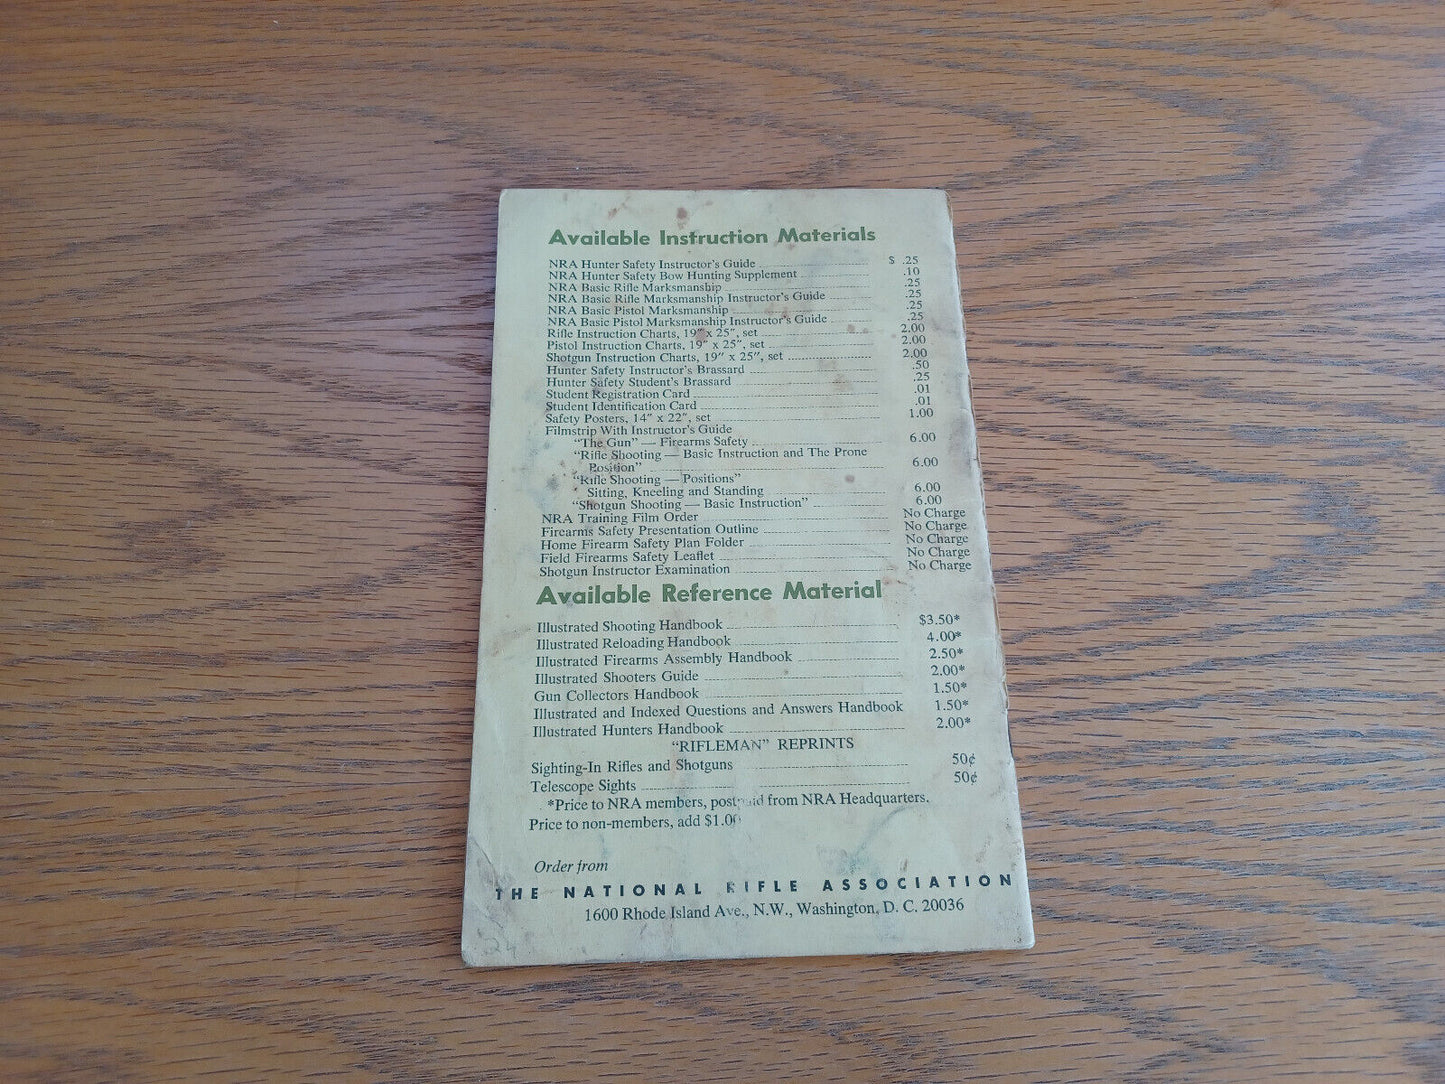 Available Instruction Materials
NRA Hunter Safety Instructor's Guide $ .25
NRA Hunter Safety Bow Hunting Supplement .10
NRA Basic Rifle Marksmanship .25
NRA Basic Rifle Marksmanship Instructor's Guide .25
NRA Basic Pistol Marksmanship .25
NRA Basic Pistol Marksmanship Instructor's Guide .25
Rifle Instruction Charts, 19″ x 25″, set 2.00
Pistol Instruction Charts, 19″ x 25″, set 2.00
Shotgun Instruction Charts, 19″ x 25″, set 2.00
Hunter Safety Instructor's Brassard .50
Hunter Safety Student's Brassard .25
Student Registration Card .01
Student Identification Card .01
Safety Posters, 14″ x 22″, set 1.00
Filmstrip With Instructor's Guide
“The Gun” — Firearms Safety 6.00
“Rifle Shooting — Basic Instruction and The Prone
Position” 6.00
“Rifle Shooting — Positions”
Sitting, Kneeling and Standing 6.00
“Shotgun Shooting — Basic Instruction” 6.00
NRA Training Film Order No Charge
Firearms Safety Presentation Outline No Charge
Home Firearm Safety Plan Folder No Charge
Field Firearms Safety Leaflet No Charge
Shotgun Instructor Examination No Charge
Available Reference Material
Illustrated Shooting Handbook $3.50*
Illustrated Reloading Handbook 4.00*
Illustrated Firearms Assembly Handbook 2.50*
Illustrated Shooters Guide 2.00*
Gun Collectors Handbook 1.50*
Illustrated and Indexed Questions and Answers Handbook 1.50*
Illustrated Hunters Handbook 2.00*
“RIFLEMAN” REPRINTS
Sighting-In Rifles and Shotguns 50¢
Telescope Sights 50¢
*Price to NRA members, postpaid from NRA Headquarters.
Price to non-members, add $1.00
Order from
THE NATIONAL RIFLE ASSOCIATION
1600 Rhode Island Ave., N.W., Washington, D. C. 20036